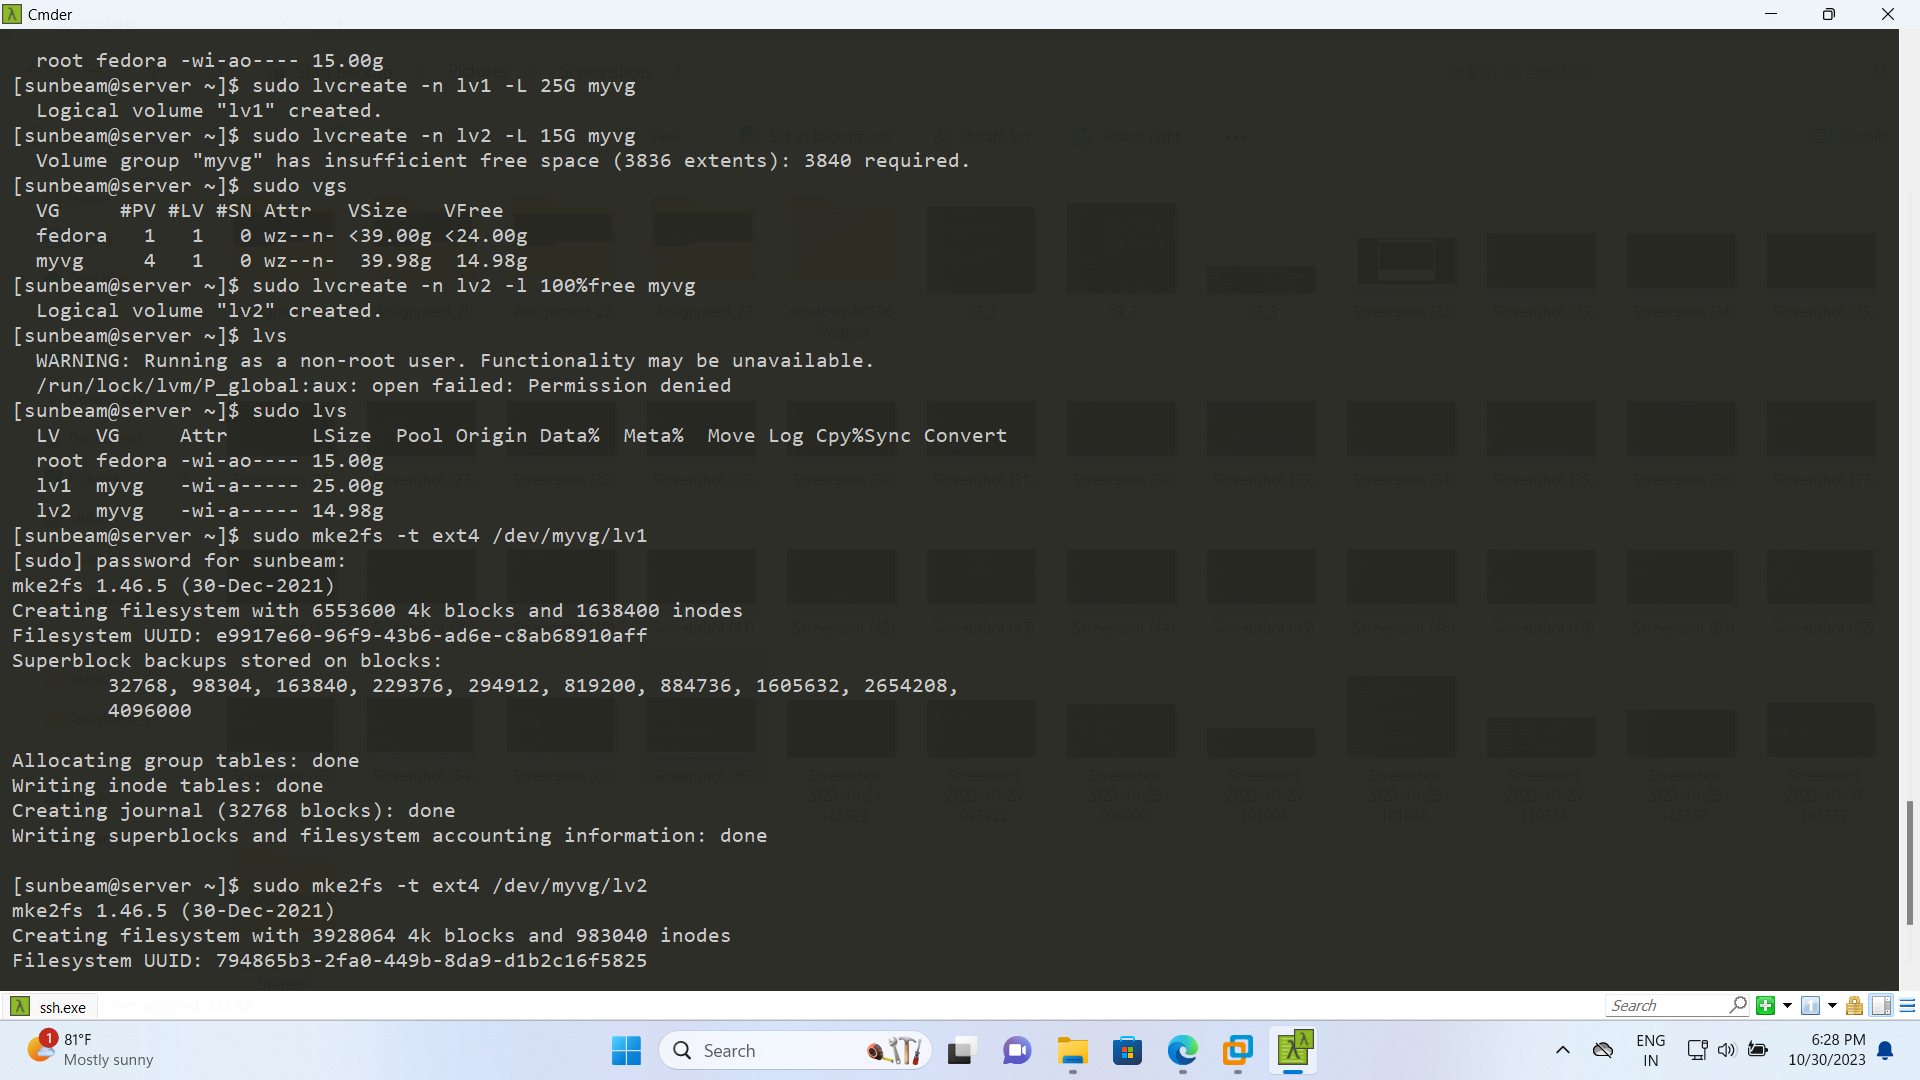 Cmder
root fedora -wi-ao---- 15.00g
[sunbeam@server ~]$ sudo lvcreate -n lv1 -L 25G myvg
Logical volume "lv1" created.
[sunbeam@server ~]$ sudo lvcreate -n lv2 -L 15G myvg
Volume group "myvg" has insufficient free space (3836 extents): 3840 required.
[sunbeam@server ~]$ sudo vgs
VG #PV #LV #SN Attr VSize VFree
fedora 1 1 0 wz--n- <39.00g <24.00g
myvg 4 1 0 wz--n- 39.98g 14.98g
[sunbeam@server ~]$ sudo lvcreate -n lv2 -l 100%free myvg
Logical volume "lv2" created.
[sunbeam@server ~]$ lvs
WARNING: Running as a non-root user. Functionality may be unavailable.
/run/lock/lvm/P_global:aux: open failed: Permission denied
[sunbeam@server ~]$ sudo lvs
LV VG Attr LSize Pool Origin Data% Meta% Move Log Cpy%Sync Convert
root fedora -wi-ao---- 15.00g
lv1 myvg -wi-a----- 25.00g
lv2 myvg -wi-a----- 14.98g
[sunbeam@server ~]$ sudo mke2fs -t ext4 /dev/myvg/lv1
[sudo] password for sunbeam:
mke2fs 1.46.5 (30-Dec-2021)
Creating filesystem with 6553600 4k blocks and 1638400 inodes
Filesystem UUID: e9917e60-96f9-43b6-ad6e-c8ab68910aff
Superblock backups stored on blocks:
32768, 98304, 163840, 229376, 294912, 819200, 884736, 1605632, 2654208,
4096000
Allocating group tables: done
Writing inode tables: done
Creating journal (32768 blocks): done
Writing superblocks and filesystem accounting information: done
[sunbeam@server ~]$ sudo mke2fs -t ext4 /dev/myvg/lv2
mke2fs 1.46.5 (30-Dec-2021)
Creating filesystem with 3928064 4k blocks and 983040 inodes
Filesystem UUID: 794865b3-2fa0-449b-8da9-d1b2c16f5825
ssh.exe
Search
1
81°F
Mostly sunny
Search
ENG
IN
6:28 PM
10/30/2023